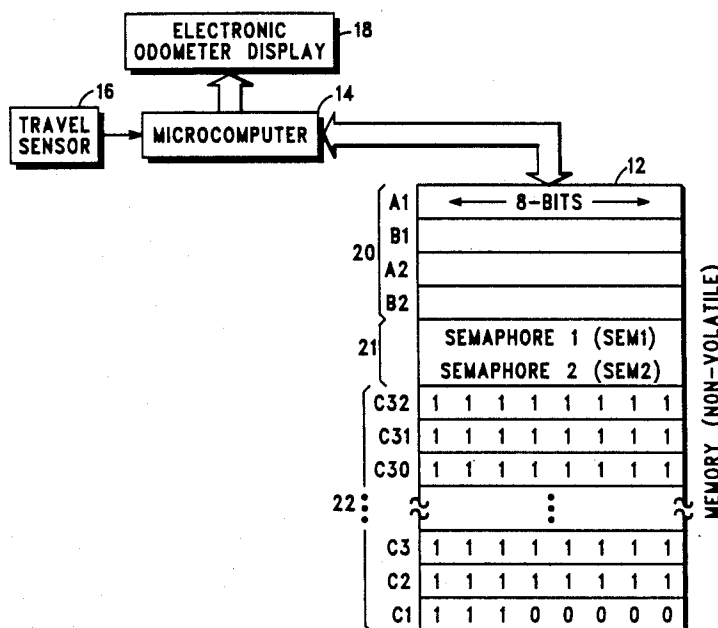 ELECTRONIC
ODOMETER DISPLAY
18
16
TRAVEL
SENSOR
14
MICROCOMPUTER
12
A1 8-BITS
B1
20
A2
B2
21
SEMAPHORE 1 (SEM1)
SEMAPHORE 2 (SEM2)
C32 1 1 1 1 1 1 1 1
C31 1 1 1 1 1 1 1 1
C30 1 1 1 1 1 1 1 1
22
C3 1 1 1 1 1 1 1 1
C2 1 1 1 1 1 1 1 1
C1 1 1 1 0 0 0 0 0
MEMORY (NON-VOLATILE)